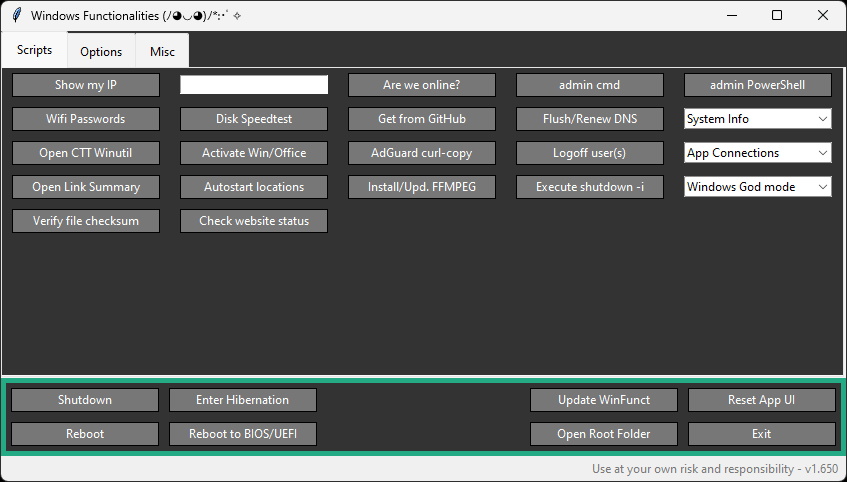 Windows Functionalities (ﾉ◕◡◕)ﾉ*:･ﾟ✧
Scripts Options Misc
Show my IP Are we online? admin cmd admin PowerShell
Wifi Passwords Disk Speedtest Get from GitHub Flush/Renew DNS System Info
Open CTT Winutil Activate Win/Office AdGuard curl-copy Logoff user(s) App Connections
Open Link Summary Autostart locations Install/Upd. FFMPEG Execute shutdown -i Windows God mode
Verify file checksum Check website status
Shutdown Enter Hibernation Update WinFunct Reset App UI
Reboot Reboot to BIOS/UEFI Open Root Folder Exit
Use at your own risk and responsibility - v1.650